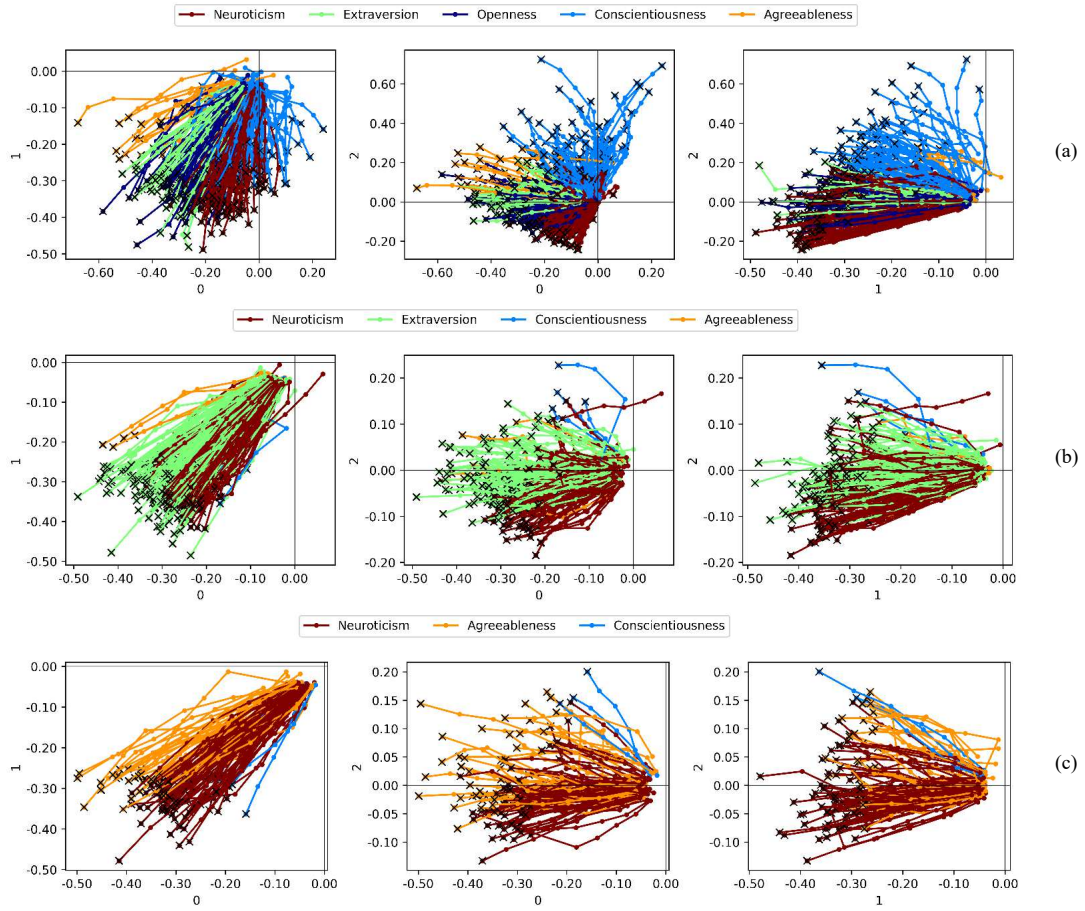 Neuroticism Extraversion Openness Conscientiousness Agreeableness
0.00 -0.10 -0.20 -0.30 -0.40 -0.50
1
-0.60 -0.40 -0.20 0.00 0.20
0
0.60 0.40 0.20 0.00 -0.20
2
-0.60 -0.40 -0.20 0.00 0.20
0
0.60 0.40 0.20 0.00 -0.20
2
-0.50 -0.40 -0.30 -0.20 -0.10 0.00
1
(a)
Neuroticism Extraversion Conscientiousness Agreeableness
0.00 -0.10 -0.20 -0.30 -0.40 -0.50
1
-0.50 -0.40 -0.30 -0.20 -0.10 0.00
0
0.20 0.10 0.00 -0.10 -0.20
2
-0.50 -0.40 -0.30 -0.20 -0.10 0.00
0
0.20 0.10 0.00 -0.10 -0.20
2
-0.50 -0.40 -0.30 -0.20 -0.10 0.00
1
(b)
Neuroticism Agreeableness Conscientiousness
0.00 -0.10 -0.20 -0.30 -0.40 -0.50
1
-0.50 -0.40 -0.30 -0.20 -0.10 0.00
0
0.20 0.15 0.10 0.05 0.00 -0.05 -0.10
2
-0.50 -0.40 -0.30 -0.20 -0.10 0.00
0
0.20 0.15 0.10 0.05 0.00 -0.05 -0.10
2
-0.50 -0.40 -0.30 -0.20 -0.10 0.00
1
(c)